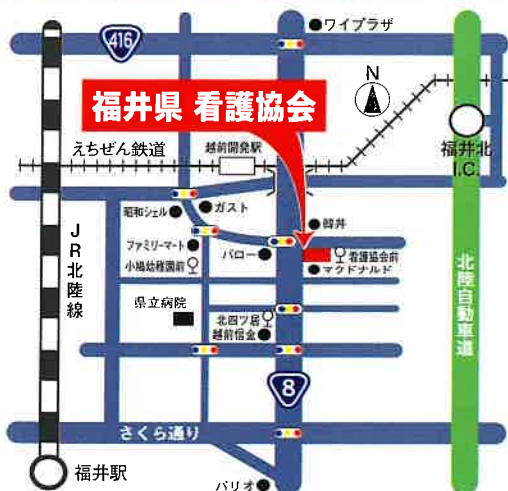 ワイプラザ
416
N
福井県 看護協会
えちぜん鉄道
越前開発駅
福井北
I.C.
昭和シェル
ガスト
韓丼
JR北陸線
ファミリーマート
バロー
看護協会前
小鳩幼稚園前
マクドナルド
北陸自動車道
県立病院
北四ツ居
越前信金
8
さくら通り
福井駅
パリオ